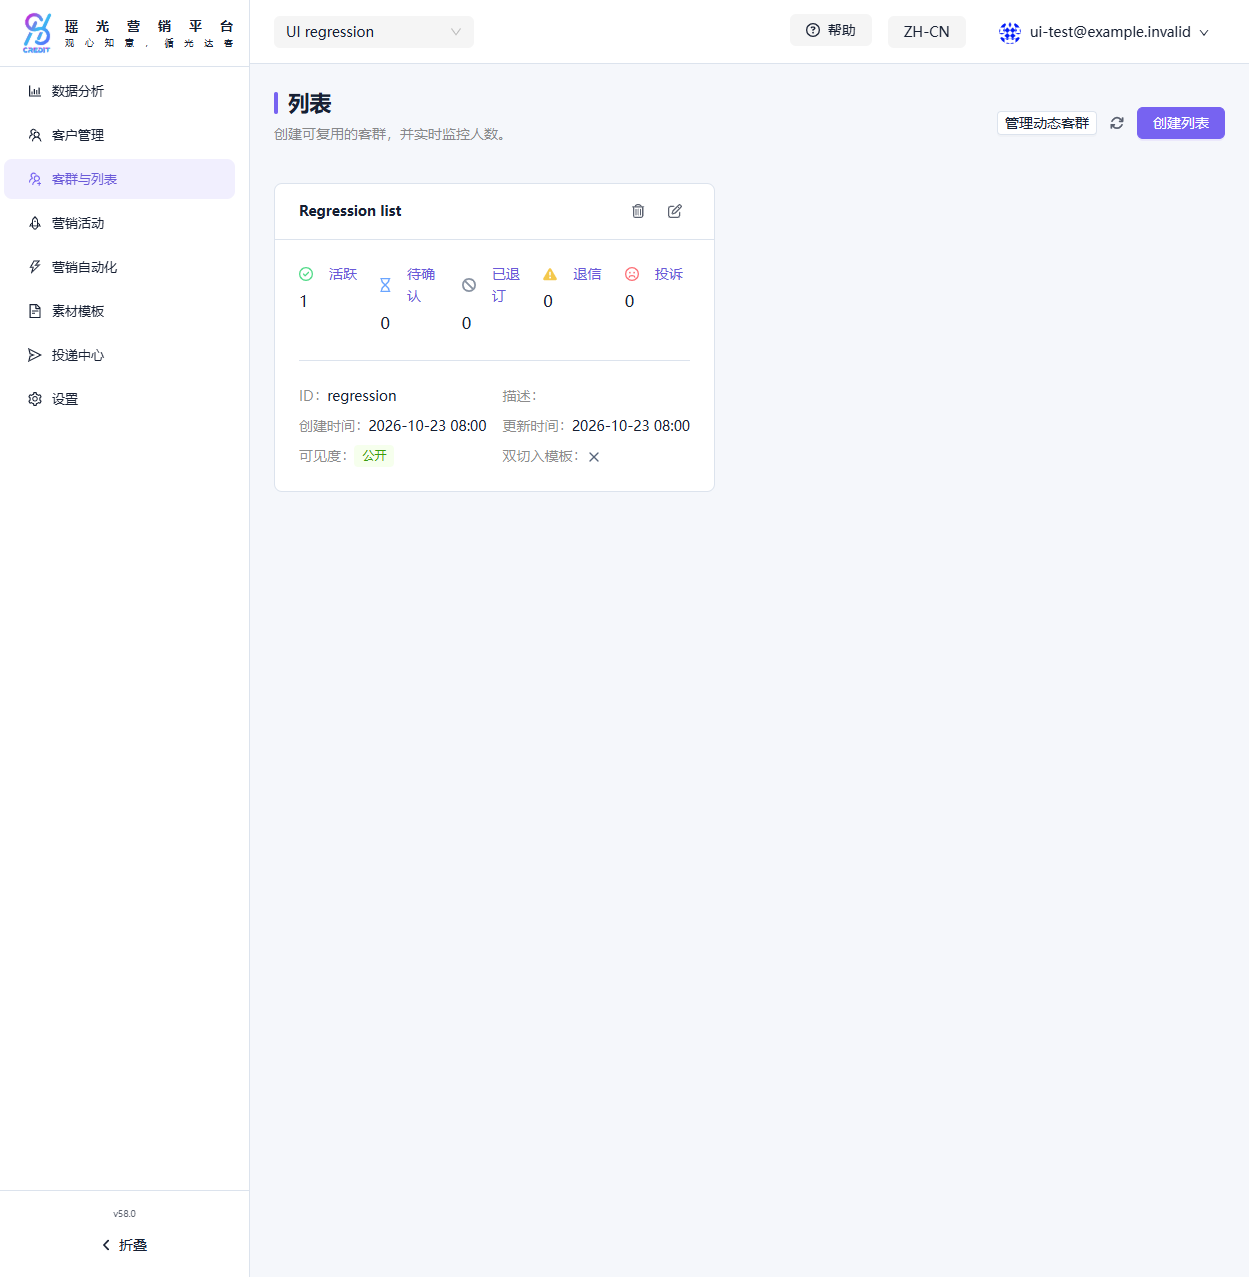 瑶光营销平台
观心知意，循光达客
CREDIT
UI regression
帮助
ZH-CN
ui-test@example.invalid
数据分析
客户管理
客群与列表
营销活动
营销自动化
素材模板
投递中心
设置
列表
创建可复用的客群，并实时监控人数。
管理动态客群
创建列表
Regression list
活跃
1
待确认
0
已退订
0
退信
0
投诉
0
ID： regression
描述：
创建时间： 2026-10-23 08:00
更新时间： 2026-10-23 08:00
可见度： 公开
双切入模板：
v58.0
折叠